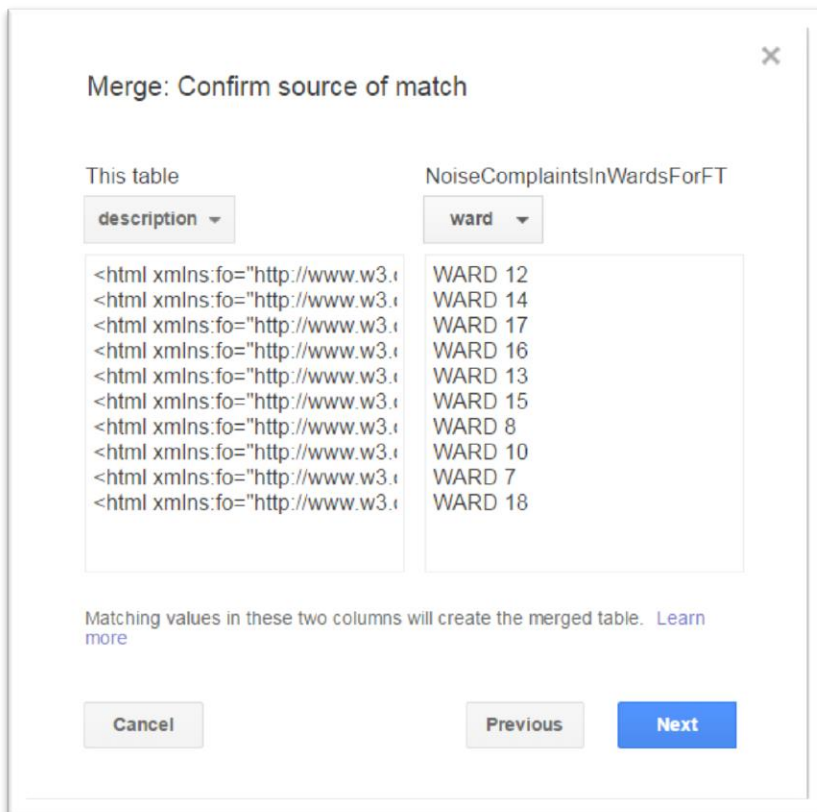 Merge: Confirm source of match
This table
description
<html xmlns:fo="http://www.w3.
<html xmlns:fo="http://www.w3.
<html xmlns:fo="http://www.w3.
<html xmlns:fo="http://www.w3.
<html xmlns:fo="http://www.w3.
<html xmlns:fo="http://www.w3.
<html xmlns:fo="http://www.w3.
<html xmlns:fo="http://www.w3.
<html xmlns:fo="http://www.w3.
<html xmlns:fo="http://www.w3.
NoiseComplaintsInWardsForFT
ward
WARD 12
WARD 14
WARD 17
WARD 16
WARD 13
WARD 15
WARD 8
WARD 10
WARD 7
WARD 18
Matching values in these two columns will create the merged table. Learn
more
Cancel
Previous
Next